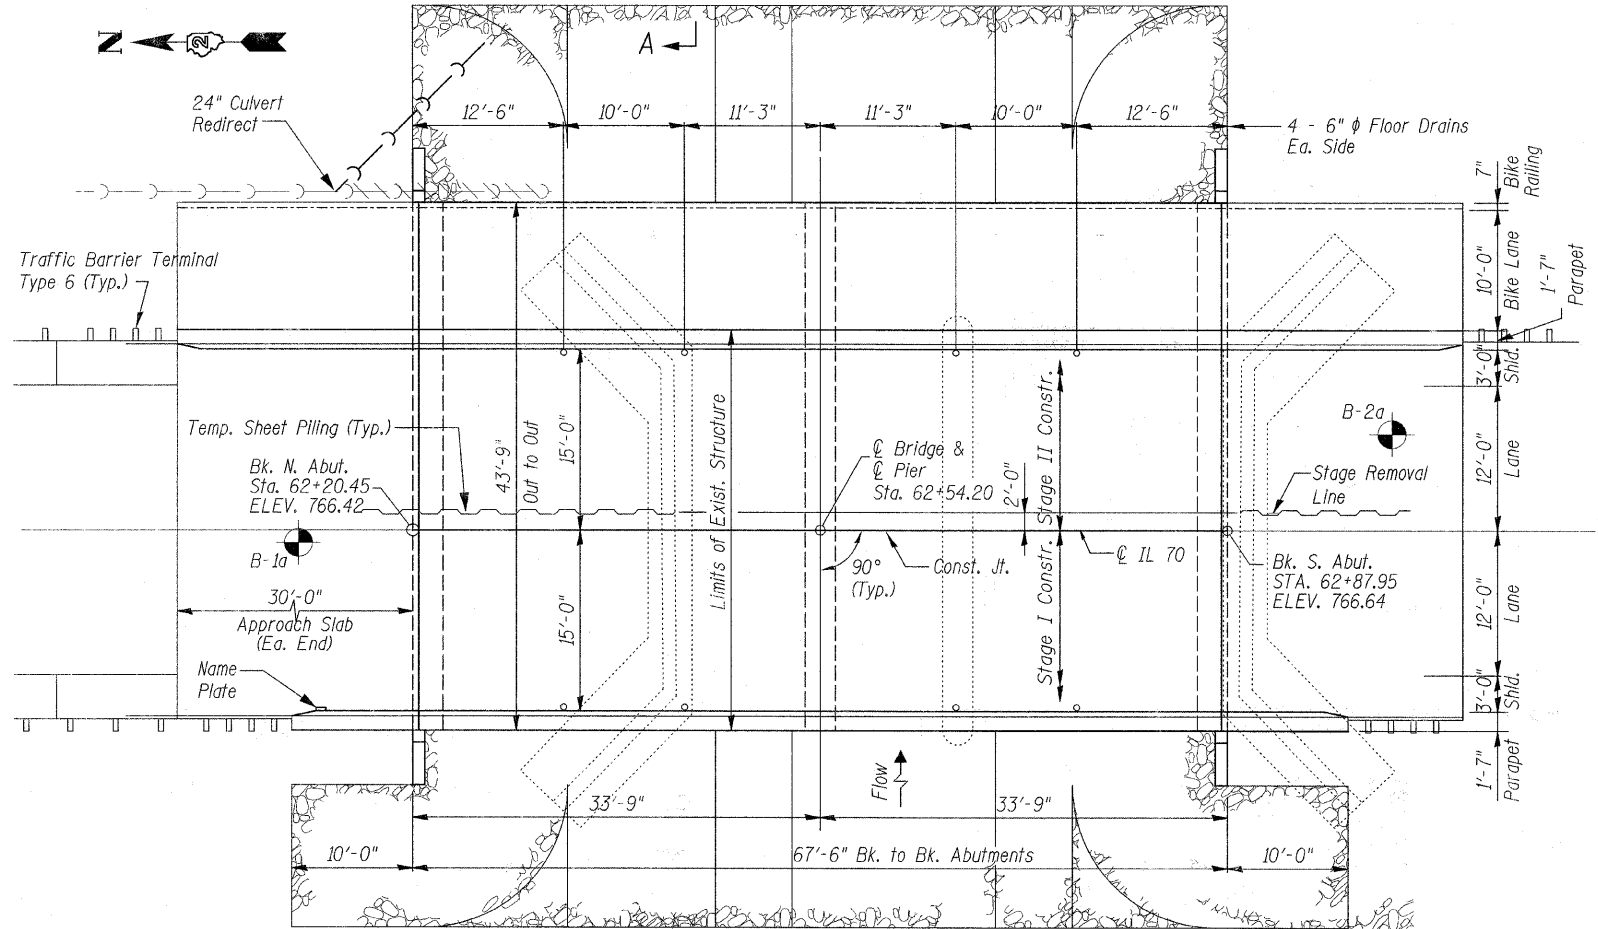 N
2
A
24" Culvert
Redirect
12'-6"
10'-0"
11'-3"
11'-3"
10'-0"
12'-6"
4 - 6" ϕ Floor Drains
Ea. Side
7"
Bike
Railing
Traffic Barrier Terminal
Type 6 (Typ.)
10'-0"
Bike Lane
1'-7"
Parapet
3'-0"
Shld.
Temp. Sheet Piling (Typ.)
43'-9"
Out to Out
15'-0"
Limits of Exist. Structure
Stage II Constr.
B-2a
12'-0"
Lane
Bk. N. Abut.
Sta. 62+20.45
ELEV. 766.42
℄ Bridge &
℄ Pier
Sta. 62+54.20
2'-0"
Stage Removal
Line
B-1a
90°
(Typ.)
Const. Jt.
℄ IL 70
Bk. S. Abut.
STA. 62+87.95
ELEV. 766.64
30'-0"
Approach Slab
(Ea. End)
15'-0"
Stage I Constr.
12'-0"
Lane
Name
Plate
3'-0"
Shld.
1'-7"
Parapet
Flow
33'-9"
33'-9"
10'-0"
67'-6" Bk. to Bk. Abutments
10'-0"